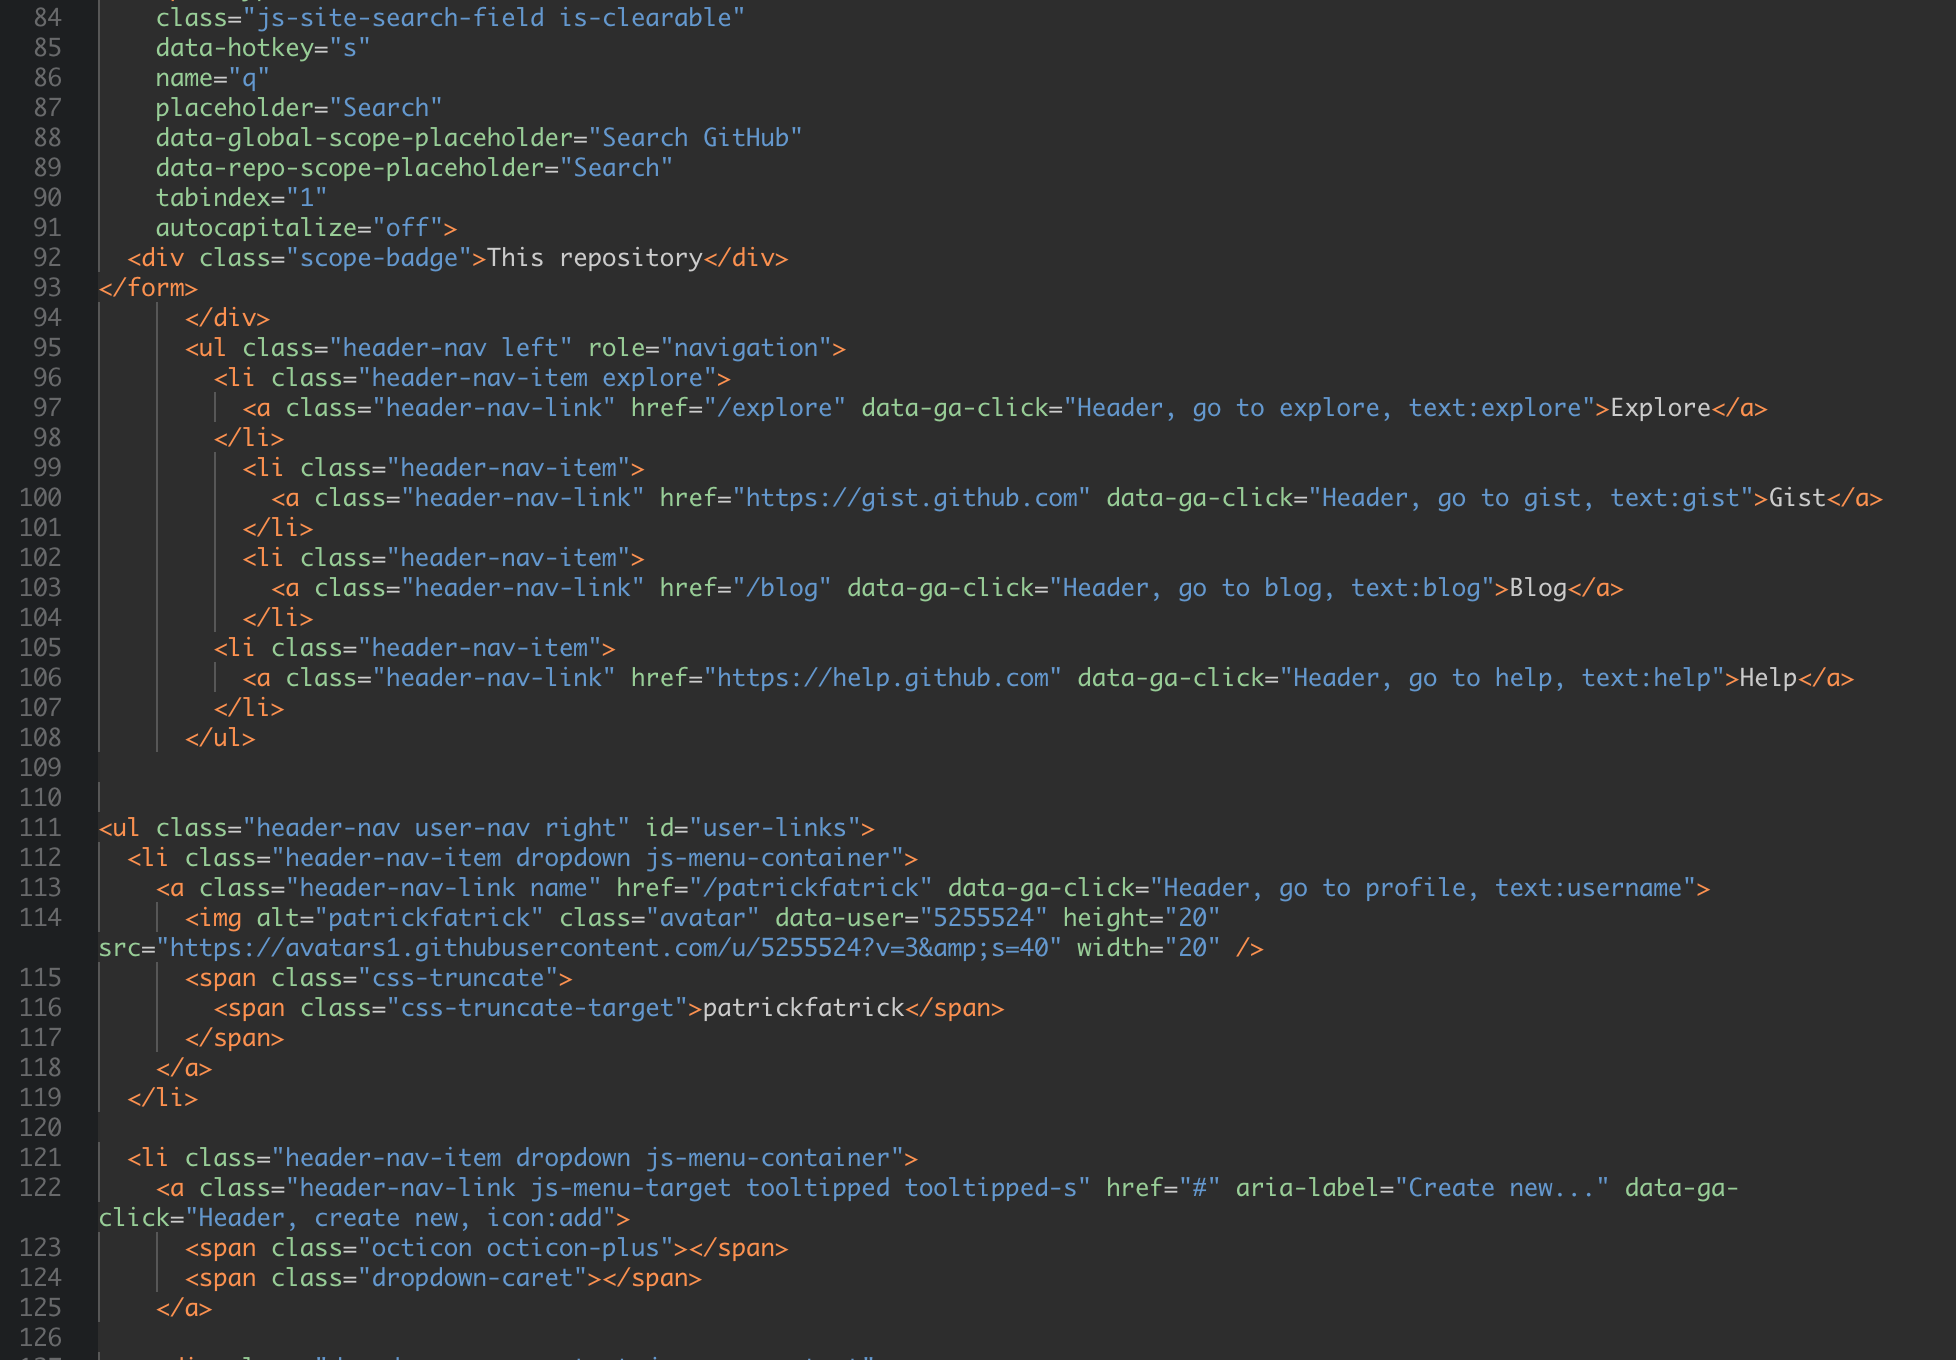 84 class="js-site-search-field is-clearable"
85 data-hotkey="s"
86 name="q"
87 placeholder="Search"
88 data-global-scope-placeholder="Search GitHub"
89 data-repo-scope-placeholder="Search"
90 tabindex="1"
91 autocapitalize="off">
92 <div class="scope-badge">This repository</div>
93 </form>
94 </div>
95 <ul class="header-nav left" role="navigation">
96 <li class="header-nav-item explore">
97 <a class="header-nav-link" href="/explore" data-ga-click="Header, go to explore, text:explore">Explore</a>
98 </li>
99 <li class="header-nav-item">
100 <a class="header-nav-link" href="https://gist.github.com" data-ga-click="Header, go to gist, text:gist">Gist</a>
101 </li>
102 <li class="header-nav-item">
103 <a class="header-nav-link" href="/blog" data-ga-click="Header, go to blog, text:blog">Blog</a>
104 </li>
105 <li class="header-nav-item">
106 <a class="header-nav-link" href="https://help.github.com" data-ga-click="Header, go to help, text:help">Help</a>
107 </li>
108 </ul>
109
110
111 <ul class="header-nav user-nav right" id="user-links">
112 <li class="header-nav-item dropdown js-menu-container">
113 <a class="header-nav-link name" href="/patrickfatrick" data-ga-click="Header, go to profile, text:username">
114 <img alt="patrickfatrick" class="avatar" data-user="5255524" height="20"
src="https://avatars1.githubusercontent.com/u/5255524?v=3&amp;s=40" width="20" />
115 <span class="css-truncate">
116 <span class="css-truncate-target">patrickfatrick</span>
117 </span>
118 </a>
119 </li>
120
121 <li class="header-nav-item dropdown js-menu-container">
122 <a class="header-nav-link js-menu-target tooltipped tooltipped-s" href="#" aria-label="Create new..." data-ga-
click="Header, create new, icon:add">
123 <span class="octicon octicon-plus"></span>
124 <span class="dropdown-caret"></span>
125 </a>
126